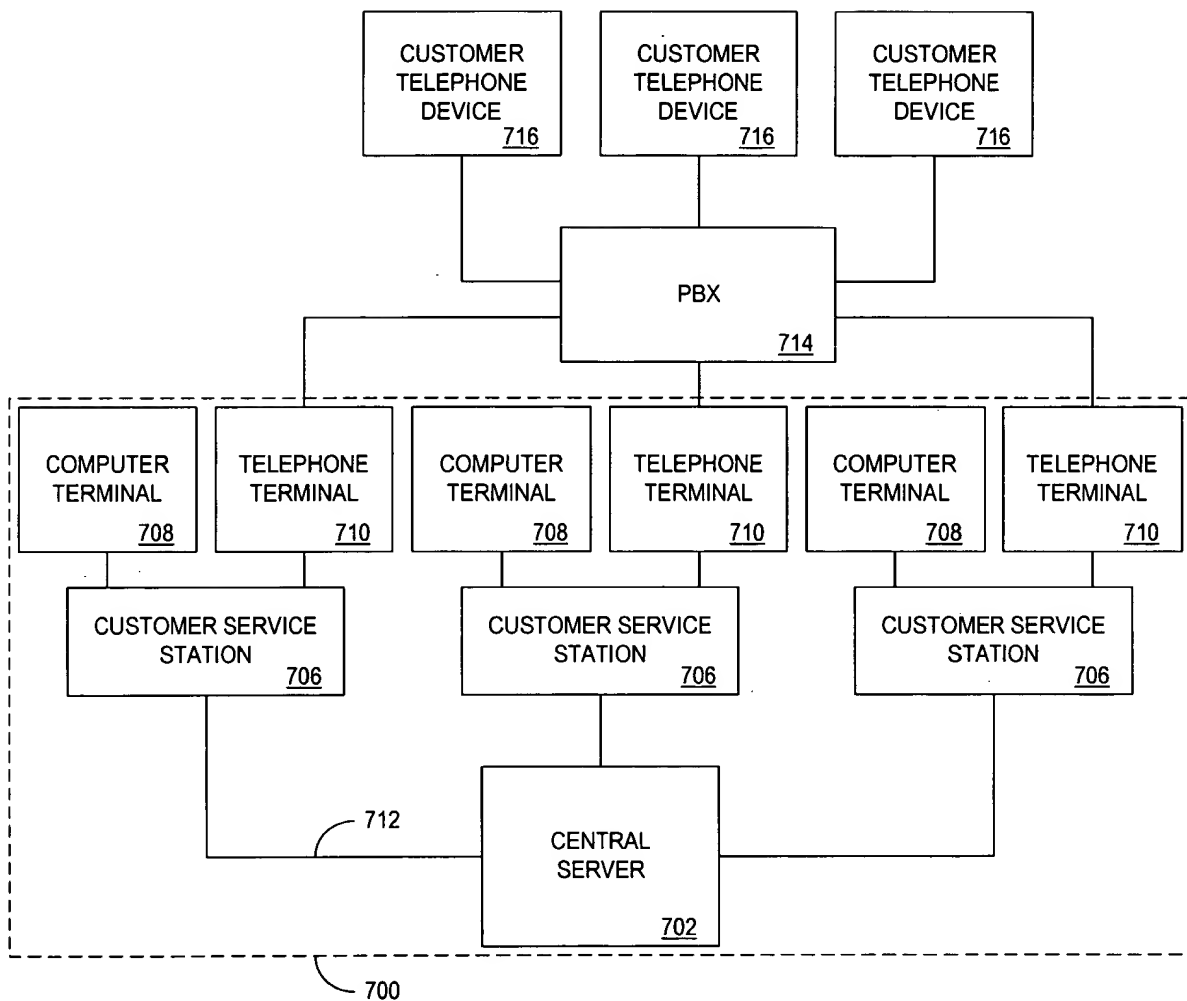 CUSTOMER
TELEPHONE
DEVICE
716
CUSTOMER
TELEPHONE
DEVICE
716
CUSTOMER
TELEPHONE
DEVICE
716
PBX
714
COMPUTER
TERMINAL
708
TELEPHONE
TERMINAL
710
COMPUTER
TERMINAL
708
TELEPHONE
TERMINAL
710
COMPUTER
TERMINAL
708
TELEPHONE
TERMINAL
710
CUSTOMER SERVICE
STATION
706
CUSTOMER SERVICE
STATION
706
CUSTOMER SERVICE
STATION
706
712
CENTRAL
SERVER
702
700